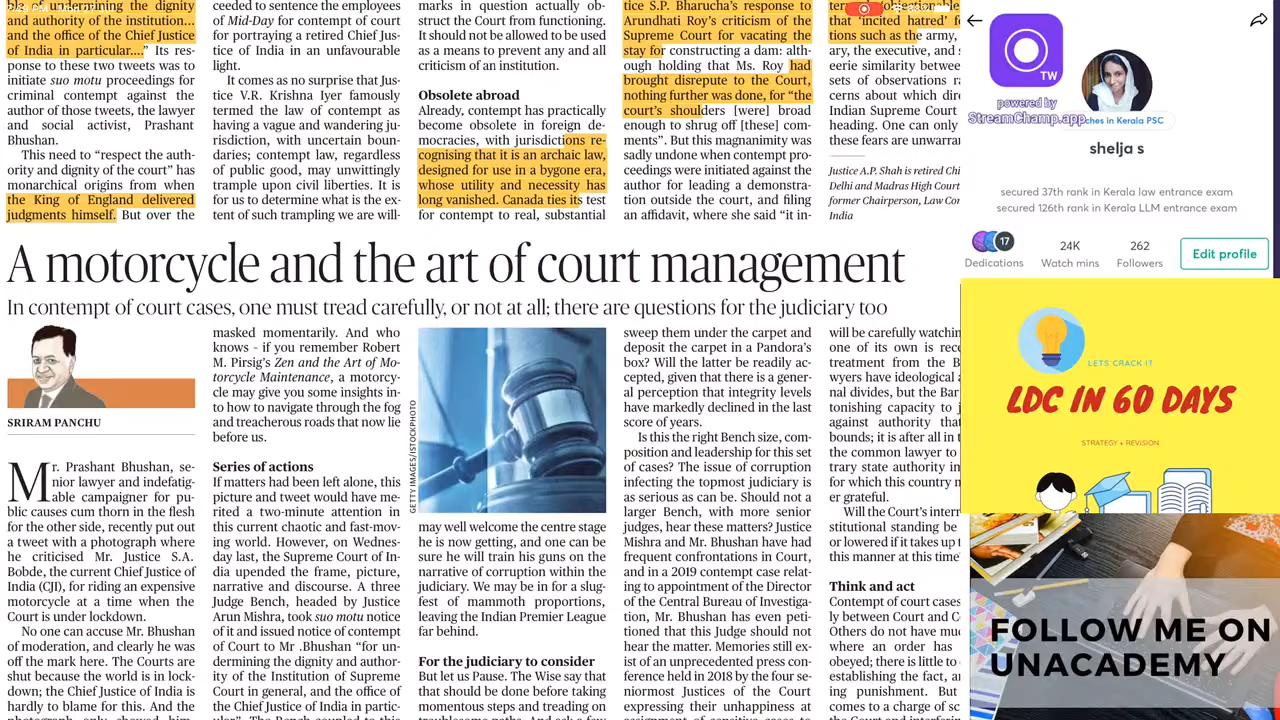 of undermining the dignity
and authority of the institution…
and the office of the Chief Justice
of India in particular....” Its res-
ponse to these two tweets was to
initiate suo motu proceedings for
criminal contempt against the
author of those tweets, the lawyer
and social activist, Prashant
Bhushan.
This need to “respect the auth-
ority and dignity of the court” has
monarchical origins from when
the King of England delivered
judgments himself. But over the
ceeded to sentence the employees
of Mid-Day for contempt of court
for portraying a retired Chief Jus-
tice of India in an unfavourable
light.
It comes as no surprise that Jus-
tice V.R. Krishna Iyer famously
termed the law of contempt as
having a vague and wandering ju-
risdiction, with uncertain boun-
daries; contempt law, regardless
of public good, may unwittingly
trample upon civil liberties. It is
for us to determine what is the ex-
tent of such trampling we are will-
marks in question actually ob-
struct the Court from functioning.
It should not be allowed to be used
as a means to prevent any and all
criticism of an institution.
Obsolete abroad
Already, contempt has practically
become obsolete in foreign de-
mocracies, with jurisdictions re-
cognising that it is an archaic law,
designed for use in a bygone era,
whose utility and necessity has
long vanished. Canada ties its test
for contempt to real, substantial
tice S.P. Bharucha’s response to
Arundhati Roy’s criticism of the
Supreme Court for vacating the
stay for constructing a dam: alth-
ough holding that Ms. Roy had
brought disrepute to the Court,
nothing further was done, for “the
court’s shoulders [were] broad
enough to shrug off [these] com-
ments”. But this magnanimity was
sadly undone when contempt pro-
ceedings were initiated against the
author for leading a demonstra-
tion outside the court, and filing
an affidavit, where she said “it in-
that ‘incited hatred’ f
tions such as the army,
ary, the executive, and s
eerie similarity between
sets of observations ra
cerns about which dire
Indian Supreme Court
heading. One can only
these fears are unwarran
Justice A.P. Shah is retired Chi
Delhi and Madras High Court
former Chairperson, Law Com
India
A motorcycle and the art of court management
In contempt of court cases, one must tread carefully, or not at all; there are questions for the judiciary too
SRIRAM PANCHU
Mr. Prashant Bhushan, se-
nior lawyer and indefatig-
able campaigner for pu-
blic causes cum thorn in the flesh
for the other side, recently put out
a tweet with a photograph where
he criticised Mr. Justice S.A.
Bobde, the current Chief Justice of
India (CJI), for riding an expensive
motorcycle at a time when the
Court is under lockdown.
No one can accuse Mr. Bhushan
of moderation, and clearly he was
off the mark here. The Courts are
shut because the world is in lock-
down; the Chief Justice of India is
hardly to blame for this. And the
photograph only showed him
masked momentarily. And who
knows - if you remember Robert
M. Pirsig’s Zen and the Art of Mo-
torcycle Maintenance, a motorcy-
cle may give you some insights in-
to how to navigate through the fog
and treacherous roads that now lie
before us.
Series of actions
If matters had been left alone, this
picture and tweet would have me-
rited a two-minute attention in
this current chaotic and fast-mov-
ing world. However, on Wednes-
day last, the Supreme Court of In-
dia upended the frame, picture,
narrative and discourse. A three
Judge Bench, headed by Justice
Arun Mishra, took suo motu notice
of it and issued notice of contempt
of Court to Mr .Bhushan “for un-
dermining the dignity and author-
ity of the Institution of Supreme
Court in general, and the office of
the Chief Justice of India in partic-
ular”. The Bench coupled to this
GETTY IMAGES/ISTOCKPHOTO
may well welcome the centre stage
he is now getting, and one can be
sure he will train his guns on the
narrative of corruption within the
judiciary. We may be in for a slug-
fest of mammoth proportions,
leaving the Indian Premier League
far behind.
For the judiciary to consider
But let us Pause. The Wise say that
that should be done before taking
momentous steps and treading on
troublesome paths. And ask a few
sweep them under the carpet and
deposit the carpet in a Pandora’s
box? Will the latter be readily ac-
cepted, given that there is a gener-
al perception that integrity levels
have markedly declined in the last
score of years.
Is this the right Bench size, com-
position and leadership for this set
of cases? The issue of corruption
infecting the topmost judiciary is
as serious as can be. Should not a
larger Bench, with more senior
judges, hear these matters? Justice
Mishra and Mr. Bhushan have had
frequent confrontations in Court,
and in a 2019 contempt case relat-
ing to appointment of the Director
of the Central Bureau of Investiga-
tion, Mr. Bhushan has even peti-
tioned that this Judge should not
hear the matter. Memories still ex-
ist of an unprecedented press con-
ference held in 2018 by the four se-
niormost Justices of the Court
expressing their unhappiness at
assignment of sensitive cases to
will be carefully watchin
one of its own is rece
treatment from the B
wyers have ideological a
nal divides, but the Bar
tonishing capacity to j
against authority that
bounds; it is after all in t
the common lawyer to
trary state authority in
for which this country m
er grateful.
Will the Court’s intern
stitutional standing be
or lowered if it takes up t
this manner at this time
Think and act
Contempt of court cases
ly between Court and C
Others do not have muc
where an order has
obeyed; there is little to
establishing the fact, an
ing punishment. But
comes to a charge of sc
TW
powered by
StreamChamp.app
ches in Kerala PSC
shelja s
secured 37th rank in Kerala law entrance exam
secured 126th rank in Kerala LLM entrance exam
17
Dedications
24K
Watch mins
262
Followers
Edit profile
LETS CRACK IT
LDC IN 60 DAYS
STRATEGY + REVISION
FOLLOW ME ON
UNACADEMY